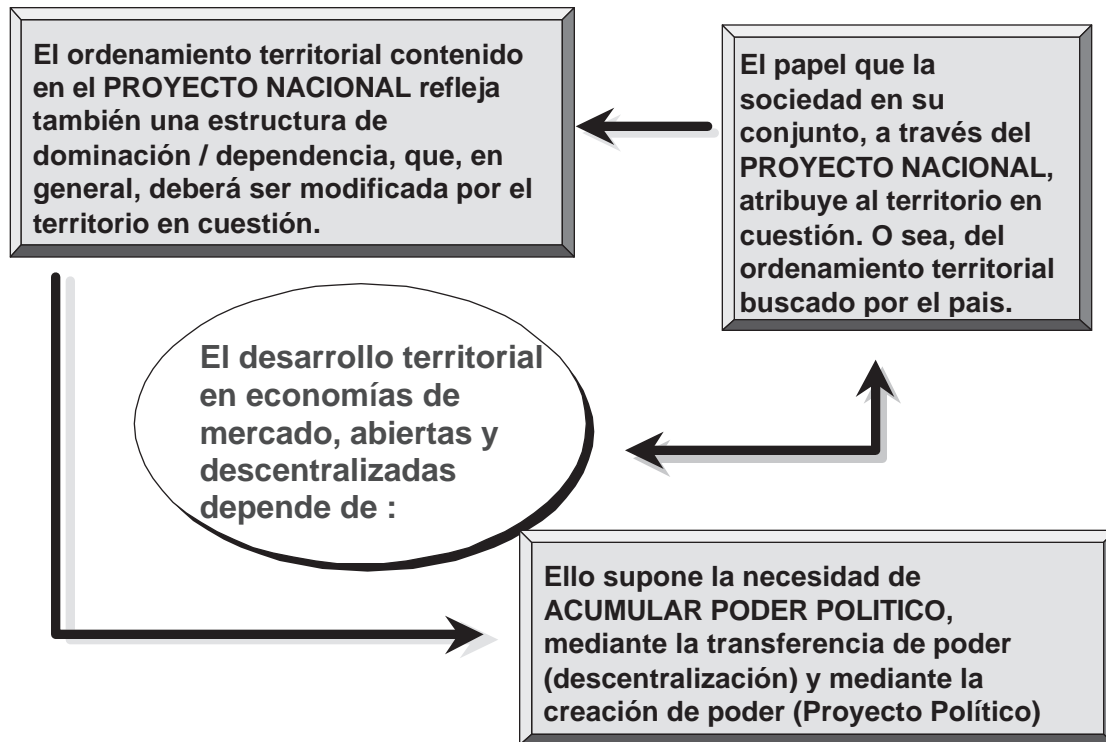 El ordenamiento territorial contenido
en el PROYECTO NACIONAL refleja
también una estructura de
dominación / dependencia, que, en
general, deberá ser modificada por el
territorio en cuestión.
El papel que la
sociedad en su
conjunto, a través del
PROYECTO NACIONAL,
atribuye al territorio en
cuestión. O sea, del
ordenamiento territorial
buscado por el pais.
El desarrollo territorial
en economías de
mercado, abiertas y
descentralizadas
depende de :
Ello supone la necesidad de
ACUMULAR PODER POLITICO,
mediante la transferencia de poder
(descentralización) y mediante la
creación de poder (Proyecto Político)